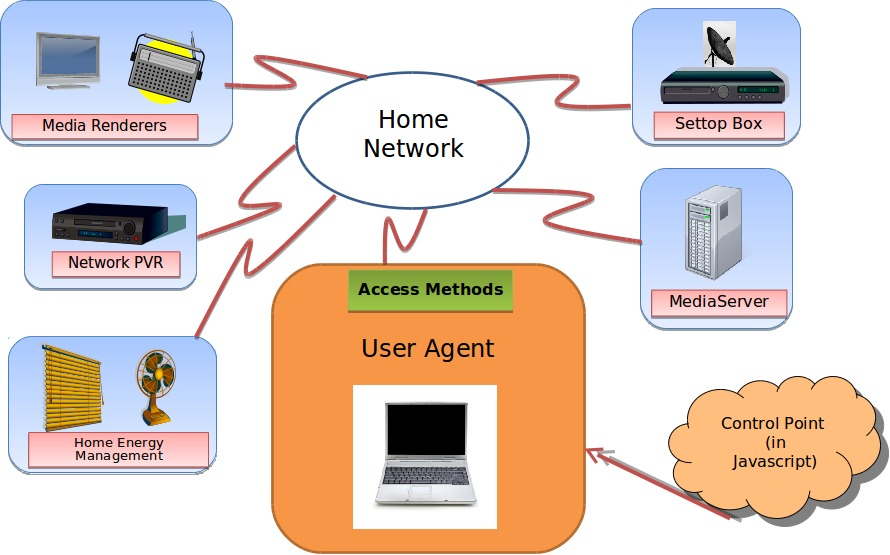 Media Renderers
Home
Network
Settop Box
Network PVR
MediaServer
Access Methods
User Agent
Home Energy
Management
Control Point
(in
Javascript)